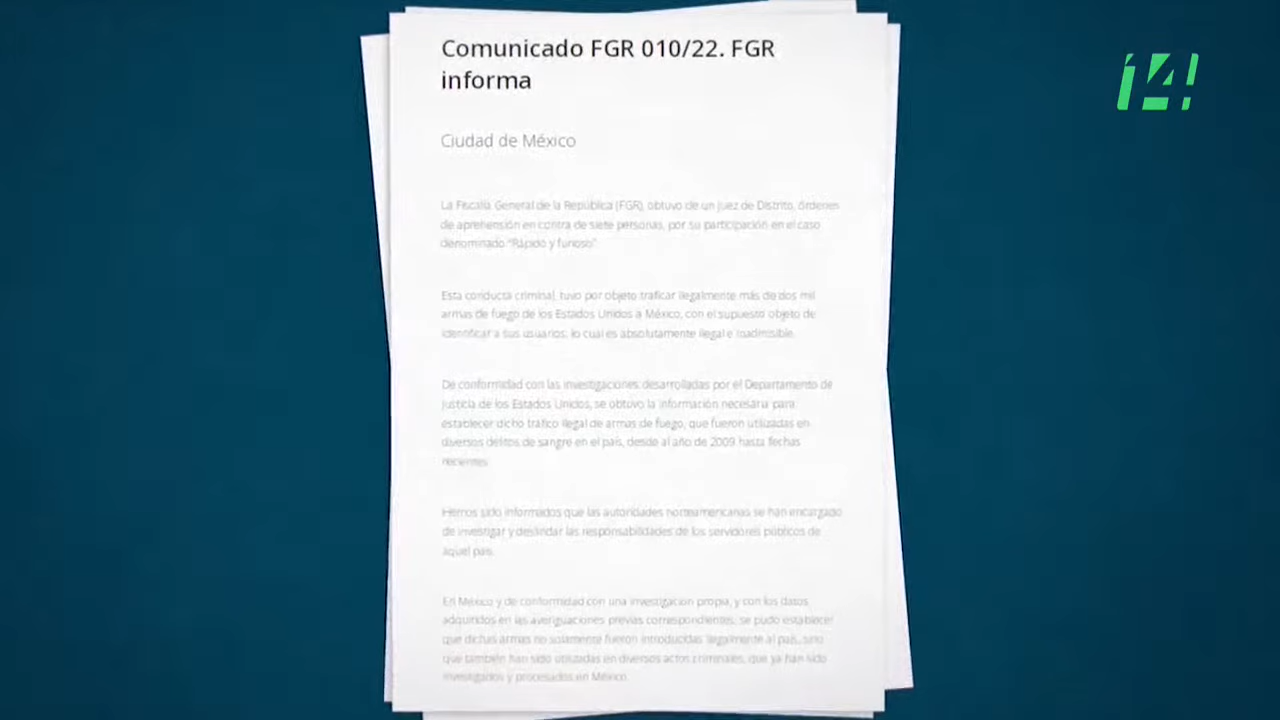 14!
Comunicado FGR 010/22. FGR
informa
Ciudad de México
La Fiscalía General de la República (FGR), obtuvo de un juez de Distrito, órdenes
de aprehensión en contra de siete personas, por su participación en el caso
denominado "Rápido y furioso".
Esta conducta criminal, tuvo por objeto traficar ilegalmente más de dos mil
armas de fuego de los Estados Unidos a México, con el supuesto objeto de
identificar a sus usuarios; lo cual es absolutamente ilegal e inadmisible.
De conformidad con las investigaciones desarrolladas por el Departamento de
Justicia de los Estados Unidos, se obtuvo la información necesaria para
establecer dicho tráfico ilegal de armas de fuego, que fueron utilizadas en
diversos delitos de sangre en el país, desde al año de 2009 hasta fechas
recientes.
Hemos sido informados que las autoridades norteamericanas se han encargado
de investigar y deslindar las responsabilidades de los servidores públicos de
aquel país.
En México y de conformidad con una investigación propia, y con los datos
adquiridos en las averiguaciones previas correspondientes, se pudo establecer
que dichas armas no solamente fueron introducidas ilegalmente al país, sino
que también han sido utilizadas en diversos actos criminales, que ya han sido
investigados y procesados en México.